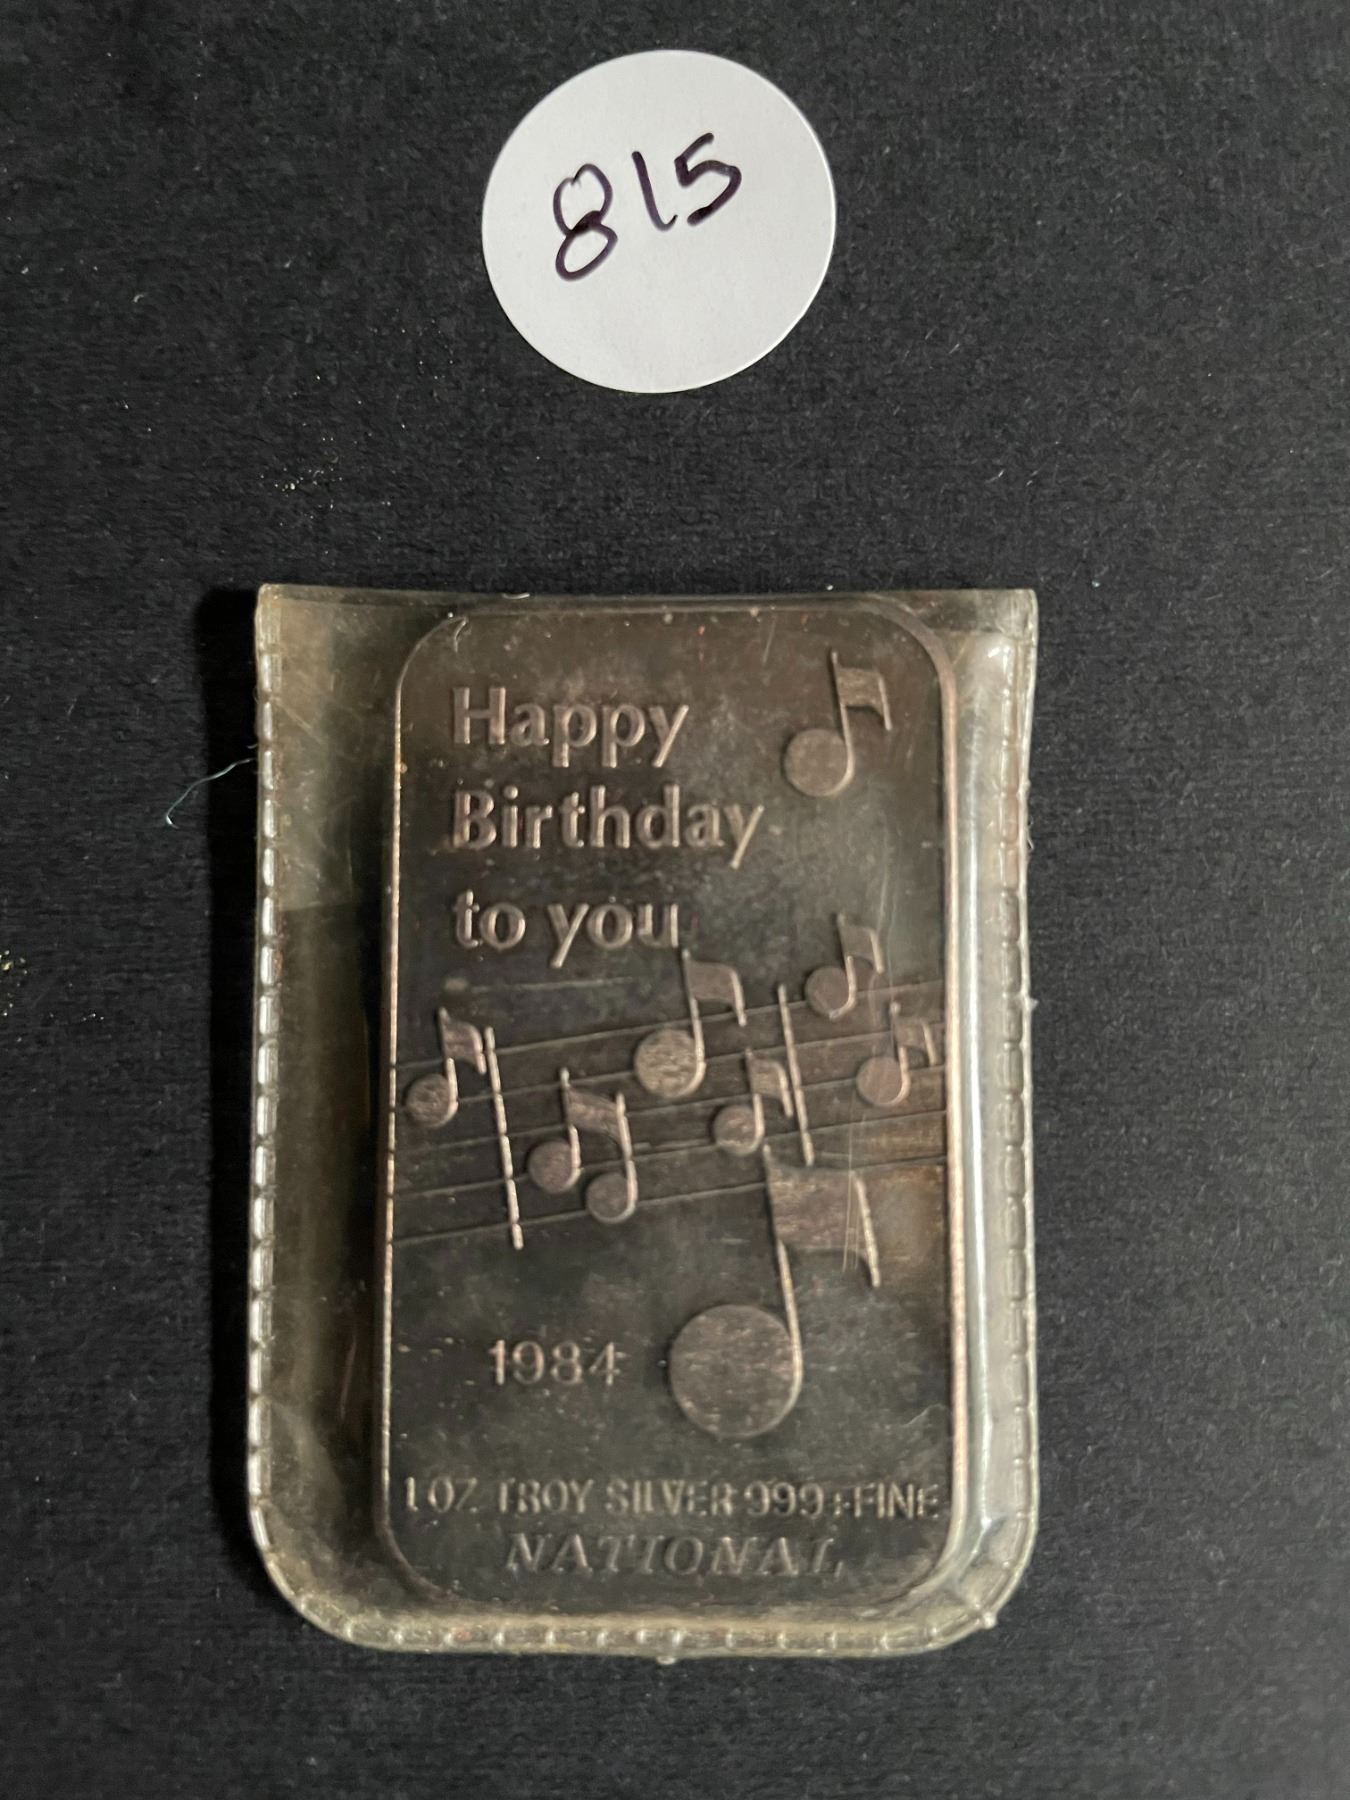 815
Happy
Birthday
to you
1984
1 OZ TROY SILVER 999+FINE
NATIONAL